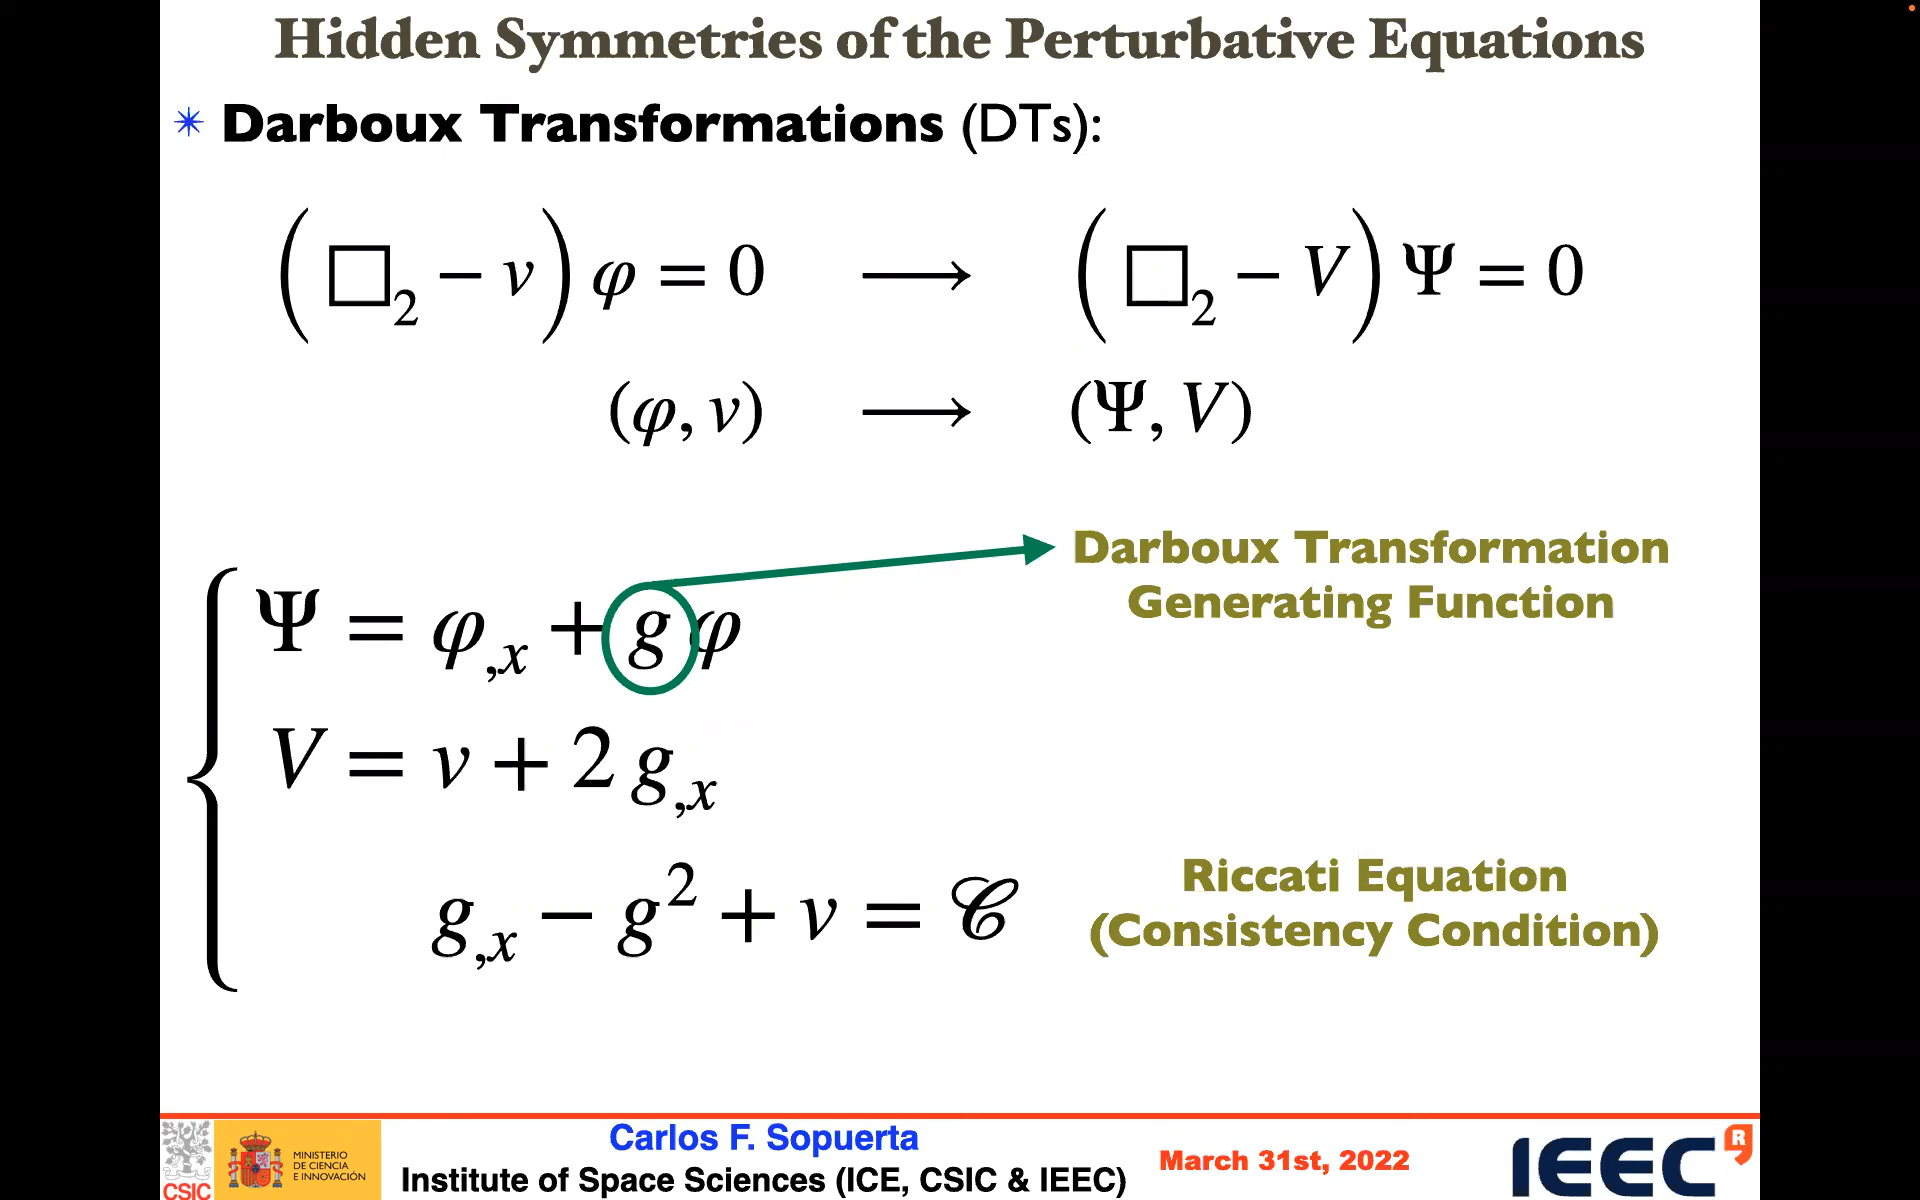 Hidden Symmetries of the Perturbative Equations
✴ Darboux Transformations (DTs):
(□₂ − v) φ = 0 ⟶ (□₂ − V) Ψ = 0
(φ, v) ⟶ (Ψ, V)
Darboux Transformation
Generating Function
Ψ = φ,ₓ + g φ
V = v + 2 g,ₓ
g,ₓ − g² + v = 𝒞
Riccati Equation
(Consistency Condition)
CSIC
MINISTERIO
DE CIENCIA
E INNOVACIÓN
Carlos F. Sopuerta
Institute of Space Sciences (ICE, CSIC & IEEC)
March 31st, 2022
IEEC R